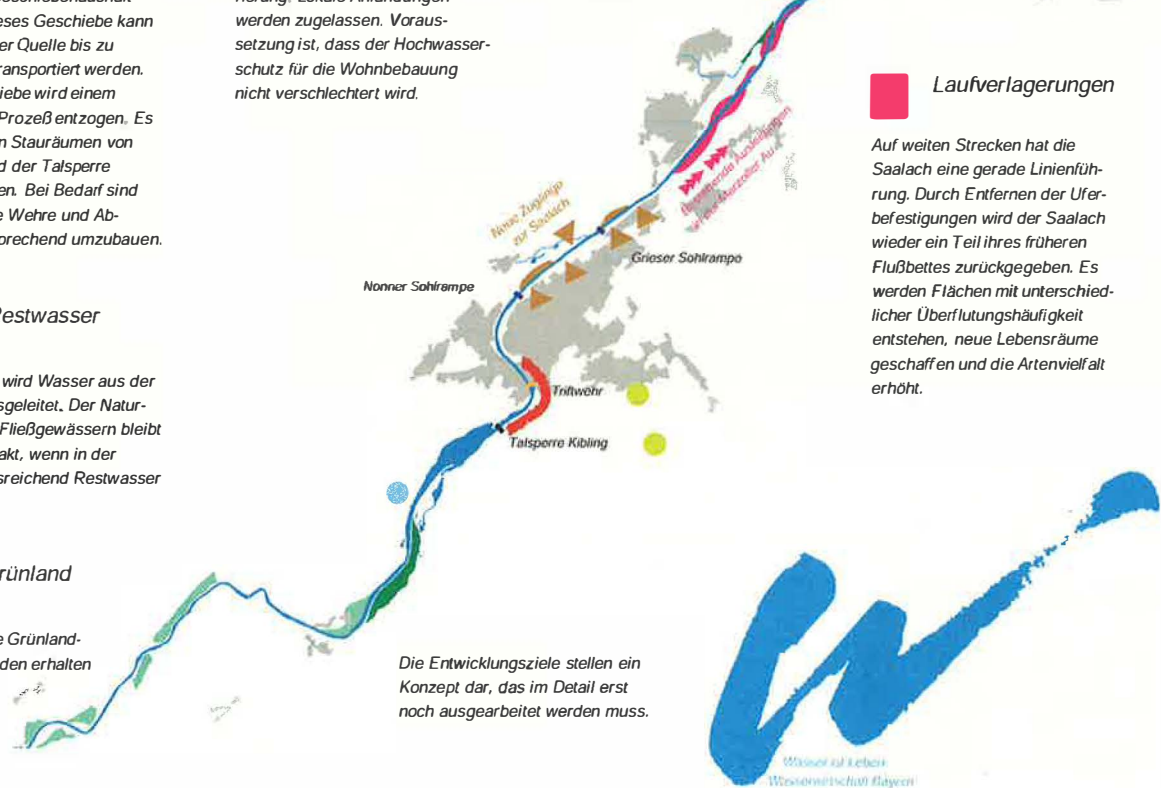 eses Geschiebe kann
er Quelle bis zu
ransportiert werden.
iebe wird einem
Prozeß entzogen. Es
n Stauräumen von
d der Talsperre
en. Bei Bedarf sind
e Wehre und Ab-
prechend umzubauen.
Restwasser
wird Wasser aus der
sgeleitet. Der Natur-
Fließgewässern bleibt
akt, wenn in der
sreichend Restwasser
rünland
e Grünland-
den erhalten
werden zugelassen. Voraus-
setzung ist, dass der Hochwasser-
schutz für die Wohnbebauung
nicht verschlechtert wird.
Neue Zugänge
zur Saalach
Bestehende Ausleitungen
in der Marzoller Au
Grieser Sohlrampe
Nonner Sohlrampe
Triftwehr
Talsperre Kibling
Die Entwicklungsziele stellen ein
Konzept dar, das im Detail erst
noch ausgearbeitet werden muss.
Laufverlagerungen
Auf weiten Strecken hat die
Saalach eine gerade Linienfüh-
rung. Durch Entfernen der Ufer-
befestigungen wird der Saalach
wieder ein Teil ihres früheren
Flußbettes zurückgegeben. Es
werden Flächen mit unterschied-
licher Überflutungshäufigkeit
entstehen, neue Lebensräume
geschaffen und die Artenvielfalt
erhöht.
Wasser ist Leben
Wasserwirtschaft Bayern